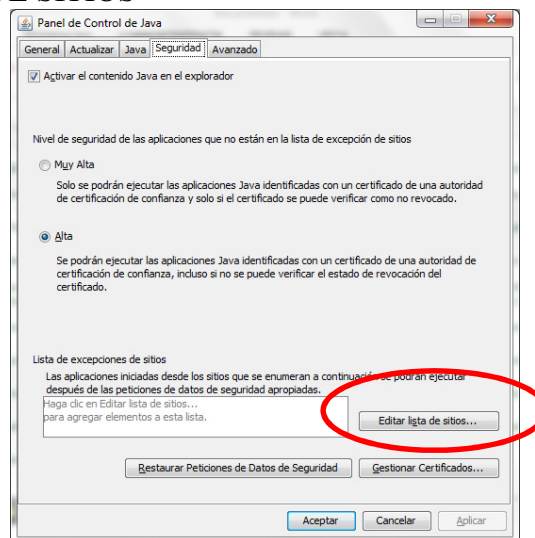 Panel de Control de Java
General Actualizar Java Seguridad Avanzado
Activar el contenido Java en el explorador
Nivel de seguridad de las aplicaciones que no están en la lista de excepción de sitios
Muy Alta
Solo se podrán ejecutar las aplicaciones Java identificadas con un certificado de una autoridad
de certificación de confianza y solo si el certificado se puede verificar como no revocado.
Alta
Se podrán ejecutar las aplicaciones Java identificadas con un certificado de una autoridad de
certificación de confianza, incluso si no se puede verificar el estado de revocación del
certificado.
Lista de excepciones de sitios
Las aplicaciones iniciadas desde los sitios que se enumeran a continuación se podrán ejecutar
después de las peticiones de datos de seguridad apropiadas.
Haga clic en Editar lista de sitios...
para agregar elementos a esta lista.
Editar lista de sitios...
Restaurar Peticiones de Datos de Seguridad Gestionar Certificados...
Aceptar Cancelar Aplicar